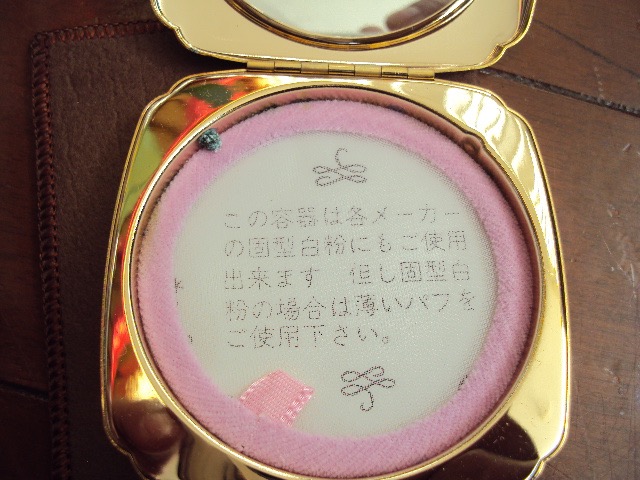 この容器は各メーカー
の固型白粉にもご使用
出来ます　但し固型白
粉の場合は薄いパフを
ご使用下さい。